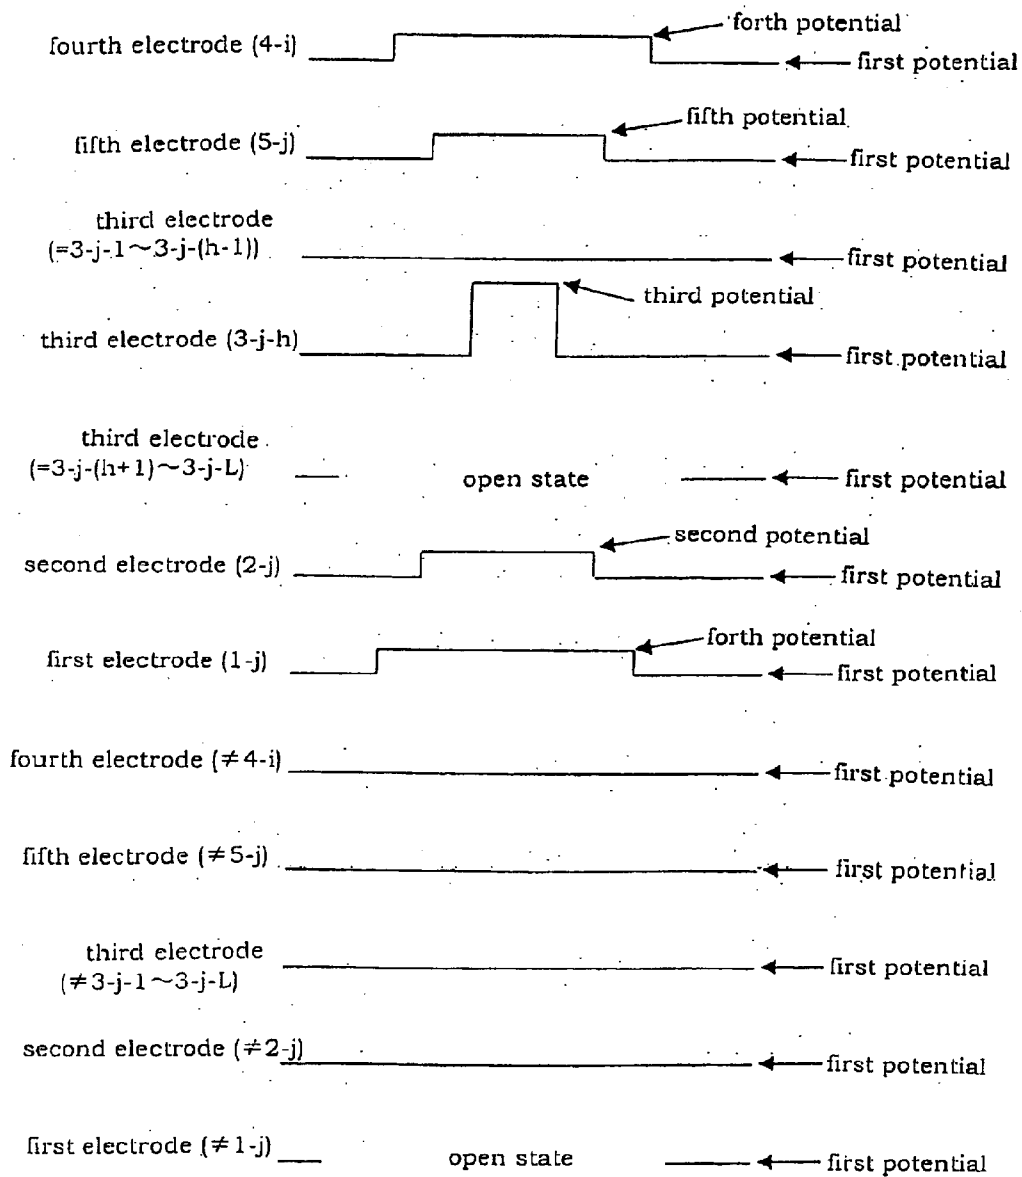 forth potential
fourth electrode (4-i)
first potential
fifth potential
fifth electrode (5-j)
first potential
third electrode
(=3-j-1～3-j-(h-1))
first potential
third potential
third electrode (3-j-h)
first potential
third electrode
(=3-j-(h+1)～3-j-L)
open state
first potential
second potential
second electrode (2-j)
first potential
forth potential
first electrode (1-j)
first potential
fourth electrode (≠4-i)
first potential
fifth electrode (≠5-j)
first potential
third electrode
(≠3-j-1～3-j-L)
first potential
second electrode (≠2-j)
first potential
first electrode (≠1-j)
open state
first potential